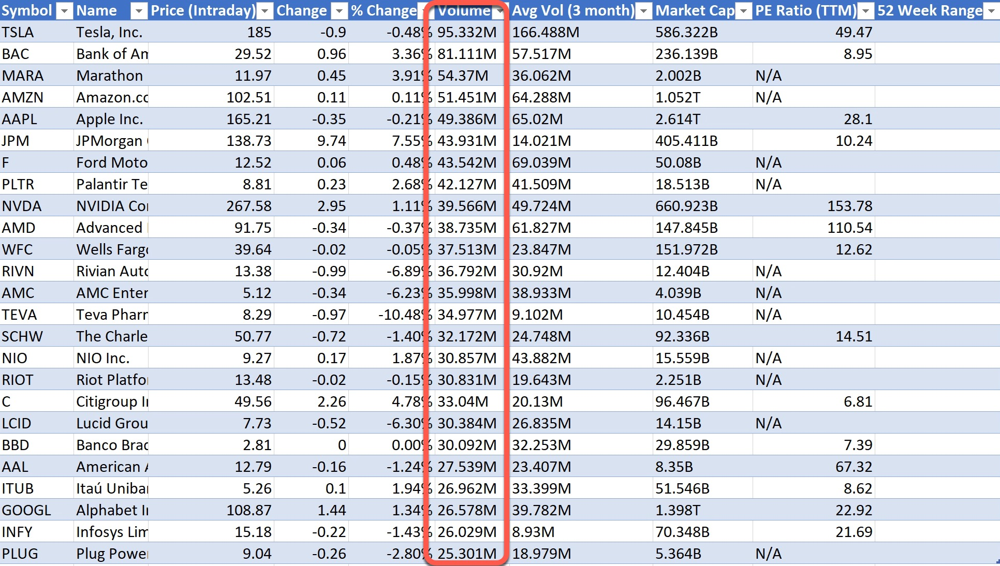 Symbol Name Price (Intraday) Change % Change Volume Avg Vol (3 month) Market Cap PE Ratio (TTM) 52 Week Range
TSLA Tesla, Inc. 185 -0.9 -0.48% 95.332M 166.488M 586.322B 49.47
BAC Bank of Am 29.52 0.96 3.36% 81.111M 57.517M 236.139B 8.95
MARA Marathon 11.97 0.45 3.91% 54.37M 36.062M 2.002B N/A
AMZN Amazon.co 102.51 0.11 0.11% 51.451M 64.288M 1.052T N/A
AAPL Apple Inc. 165.21 -0.35 -0.21% 49.386M 65.02M 2.614T 28.1
JPM JPMorgan 138.73 9.74 7.55% 43.931M 14.021M 405.411B 10.24
F Ford Moto 12.52 0.06 0.48% 43.542M 69.039M 50.08B N/A
PLTR Palantir Te 8.81 0.23 2.68% 42.127M 41.509M 18.513B N/A
NVDA NVIDIA Cor 267.58 2.95 1.11% 39.566M 49.724M 660.923B 153.78
AMD Advanced 91.75 -0.34 -0.37% 38.735M 61.827M 147.845B 110.54
WFC Wells Fargo 39.64 -0.02 -0.05% 37.513M 23.847M 151.972B 12.62
RIVN Rivian Auto 13.38 -0.99 -6.89% 36.792M 30.92M 12.404B N/A
AMC AMC Enter 5.12 -0.34 -6.23% 35.998M 38.933M 4.039B N/A
TEVA Teva Pharm 8.29 -0.97 -10.48% 34.977M 9.102M 10.454B N/A
SCHW The Charle 50.77 -0.72 -1.40% 32.172M 24.748M 92.336B 14.51
NIO NIO Inc. 9.27 0.17 1.87% 30.857M 43.882M 15.559B N/A
RIOT Riot Platfor 13.48 -0.02 -0.15% 30.831M 19.643M 2.251B N/A
C Citigroup In 49.56 2.26 4.78% 33.04M 20.13M 96.467B 6.81
LCID Lucid Grou 7.73 -0.52 -6.30% 30.384M 26.835M 14.15B N/A
BBD Banco Brad 2.81 0 0.00% 30.092M 32.253M 29.859B 7.39
AAL American A 12.79 -0.16 -1.24% 27.539M 23.407M 8.35B 67.32
ITUB Itaú Uniban 5.26 0.1 1.94% 26.962M 33.399M 51.546B 8.62
GOOGL Alphabet In 108.87 1.44 1.34% 26.578M 39.782M 1.398T 22.92
INFY Infosys Lim 15.18 -0.22 -1.43% 26.029M 8.93M 70.348B 21.69
PLUG Plug Power 9.04 -0.26 -2.80% 25.301M 18.979M 5.364B N/A